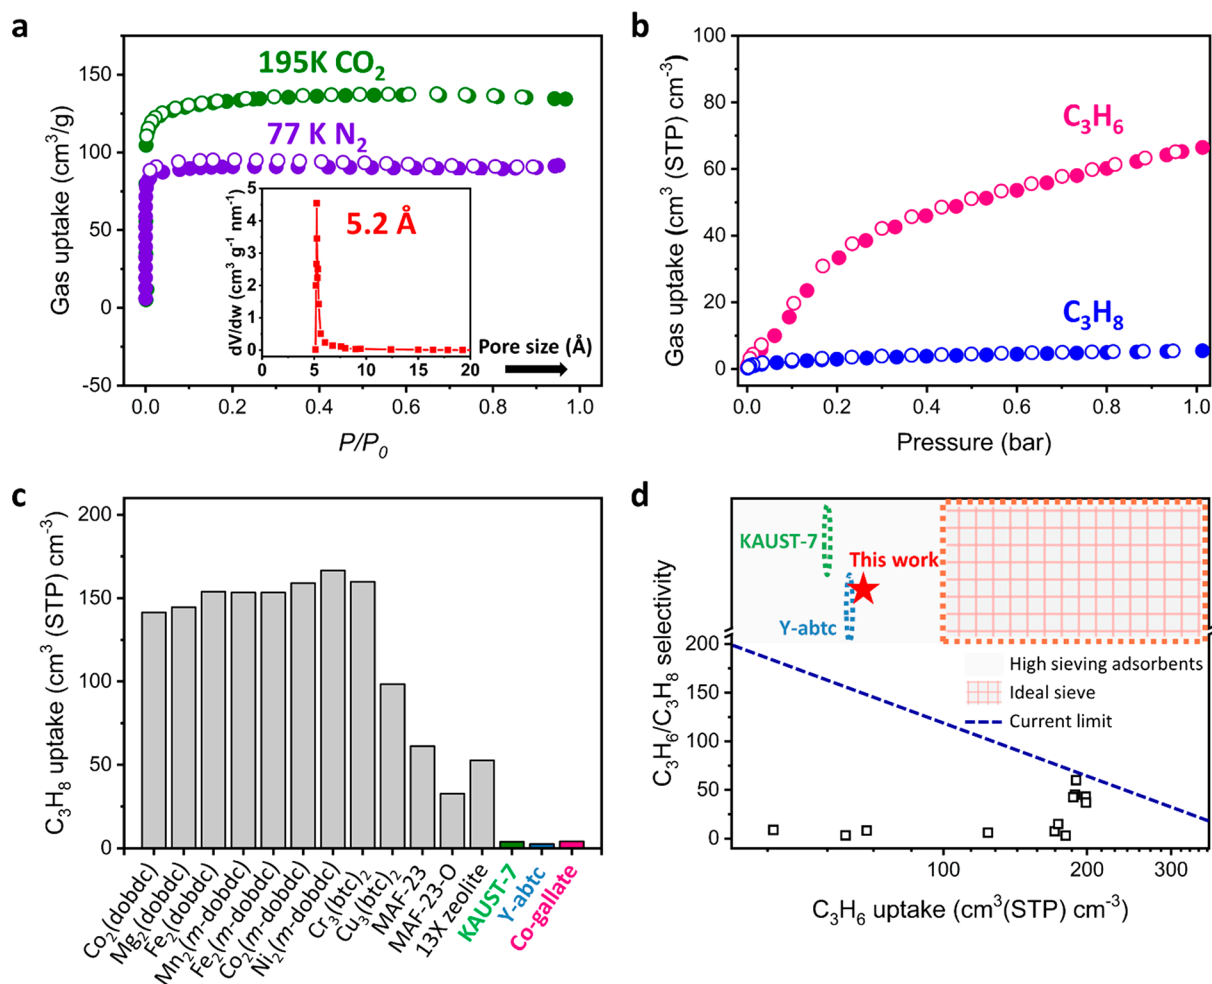 a
Gas uptake (cm³/g)
150
100
50
0
-50
195K CO₂
77 K N₂
dV/dw (cm³ g⁻¹ nm⁻¹)
5
4
3
2
1
0
5.2 Å
0 5 10 15 20
Pore size (Å)
0.0 0.2 0.4 0.6 0.8 1.0
P/P₀
b
Gas uptake (cm³ (STP) cm⁻³)
100
80
60
40
20
0
C₃H₆
C₃H₈
0.0 0.2 0.4 0.6 0.8 1.0
Pressure (bar)
c
C₃H₈ uptake (cm³ (STP) cm⁻³)
200
150
100
50
0
Co₂(dobdc)
Mg₂(dobdc)
Fe₂(dobdc)
Mn₂(m-dobdc)
Fe₂(m-dobdc)
Co₂(m-dobdc)
Ni₂(m-dobdc)
Cr₃(btc)₂
Cu₃(btc)₂
MAF-23
MAF-23-O
13X zeolite
KAUST-7
Y-abtc
Co-gallate
d
C₃H₆/C₃H₈ selectivity
KAUST-7
This work
Y-abtc
200
150
100
50
0
High sieving adsorbents
Ideal sieve
Current limit
100 200 300
C₃H₆ uptake (cm³(STP) cm⁻³)